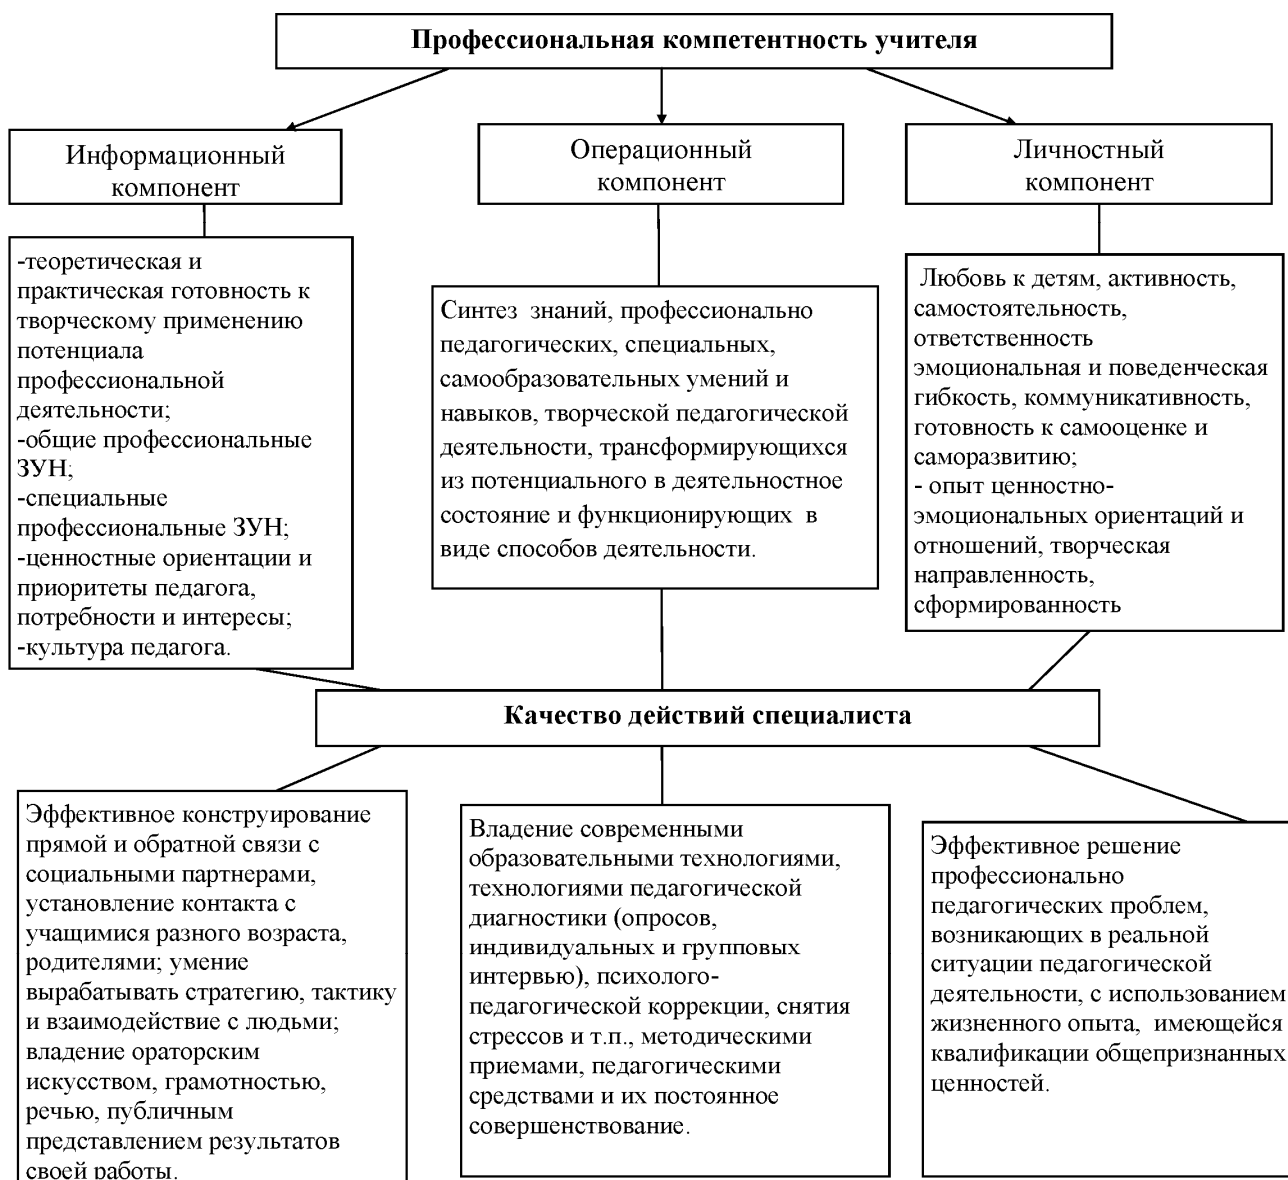 Профессиональная компетентность учителя
Информационный
компонент
Операционный
компонент
Личностный
компонент
-теоретическая и
практическая готовность к
творческому применению
потенциала
профессиональной
деятельности;
-общие профессиональные
ЗУН;
-специальные
профессиональные ЗУН;
-ценностные ориентации и
приоритеты педагога,
потребности и интересы;
-культура педагога.
Синтез знаний, профессионально
педагогических, специальных,
самообразовательных умений и
навыков, творческой педагогической
деятельности, трансформирующихся
из потенциального в деятельностное
состояние и функционирующих в
виде способов деятельности.
Любовь к детям, активность,
самостоятельность,
ответственность
эмоциональная и поведенческая
гибкость, коммуникативность,
готовность к самооценке и
саморазвитию;
- опыт ценностно-
эмоциональных ориентаций и
отношений, творческая
направленность,
сформированность
Качество действий специалиста
Эффективное конструирование
прямой и обратной связи с
социальными партнерами,
установление контакта с
учащимися разного возраста,
родителями; умение
вырабатывать стратегию, тактику
и взаимодействие с людьми;
владение ораторским
искусством, грамотностью,
речью, публичным
представлением результатов
своей работы.
Владение современными
образовательными технологиями,
технологиями педагогической
диагностики (опросов,
индивидуальных и групповых
интервью), психолого-
педагогической коррекции, снятия
стрессов и т.п., методическими
приемами, педагогическими
средствами и их постоянное
совершенствование.
Эффективное решение
профессионально
педагогических проблем,
возникающих в реальной
ситуации педагогической
деятельности, с использованием
жизненного опыта, имеющейся
квалификации общепризнанных
ценностей.